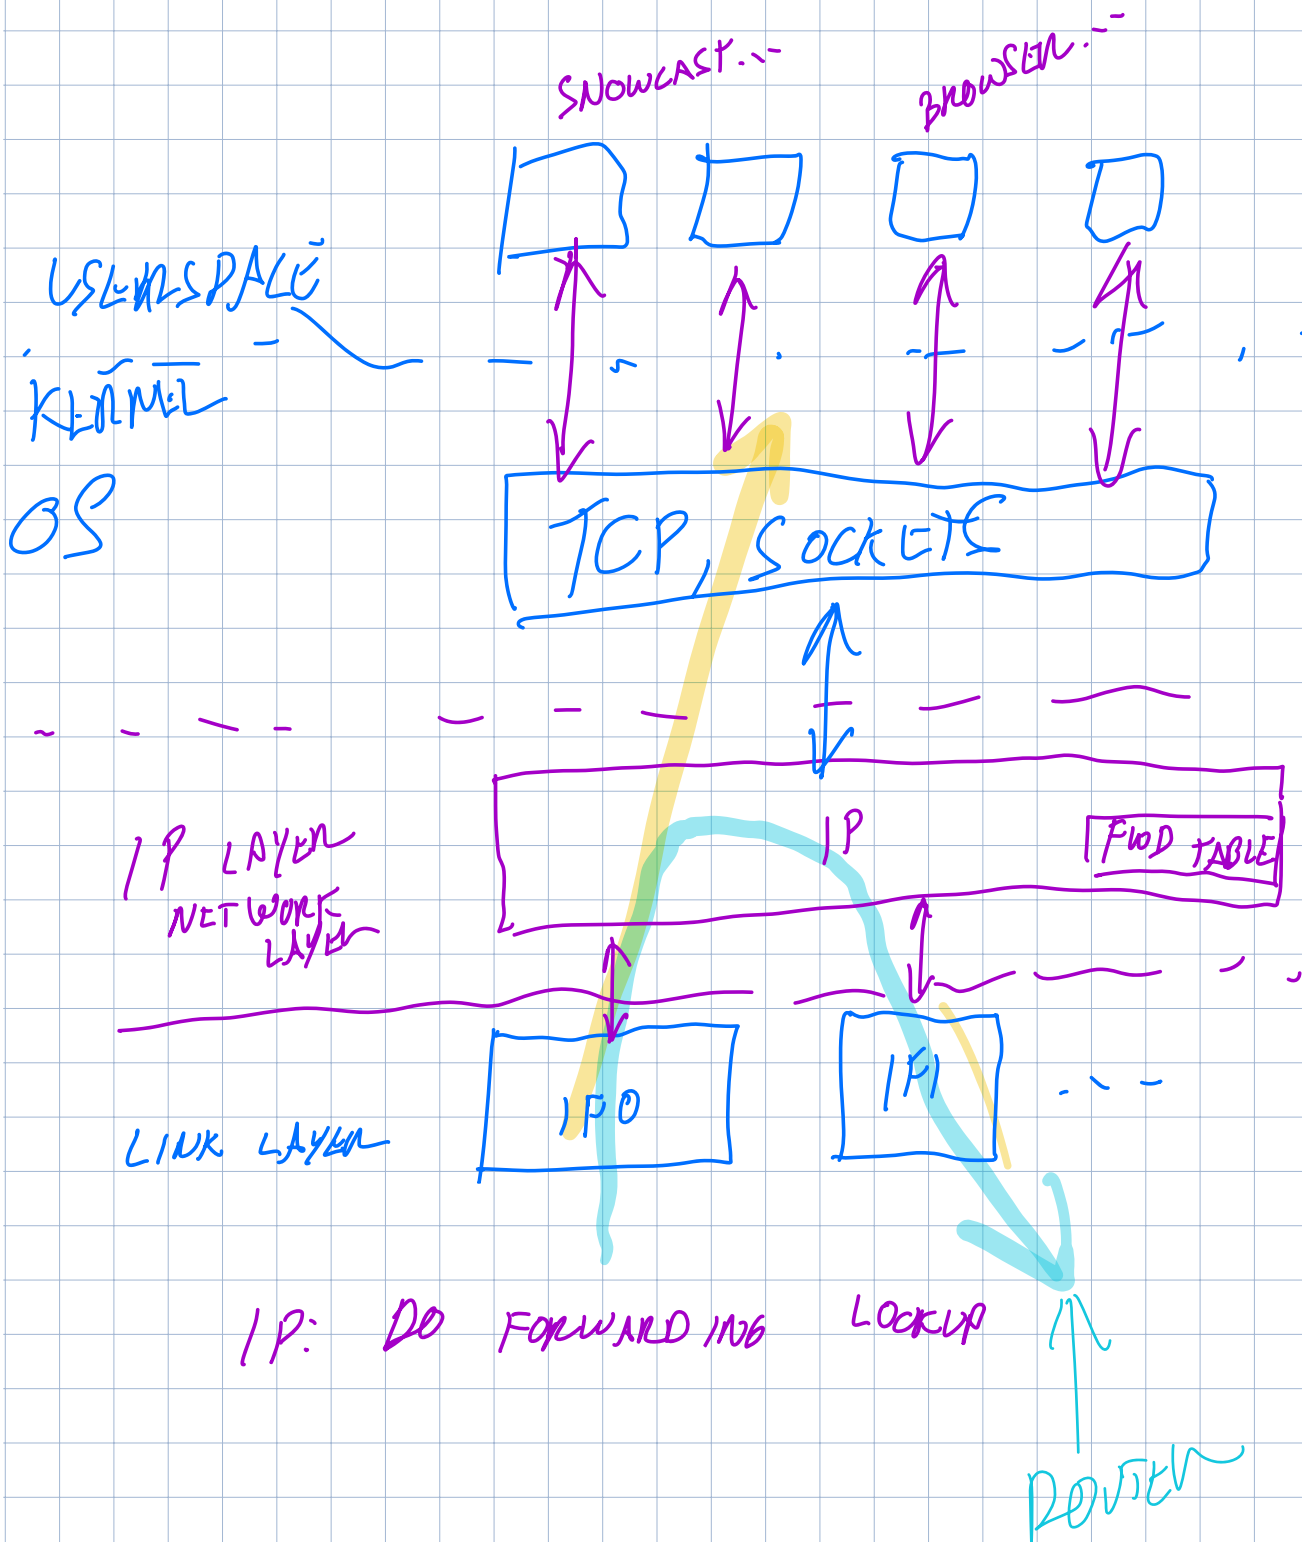 SNOWCAST...
BROWSER...
USERSPACE
KERNEL
OS
TCP, SOCKETS
IP LAYER
NETWORK
LAYER
IP
FWD TABLE
LINK LAYER
IF0
IF1
...
IP: DO FORWARDING LOOKUP
ROUTER